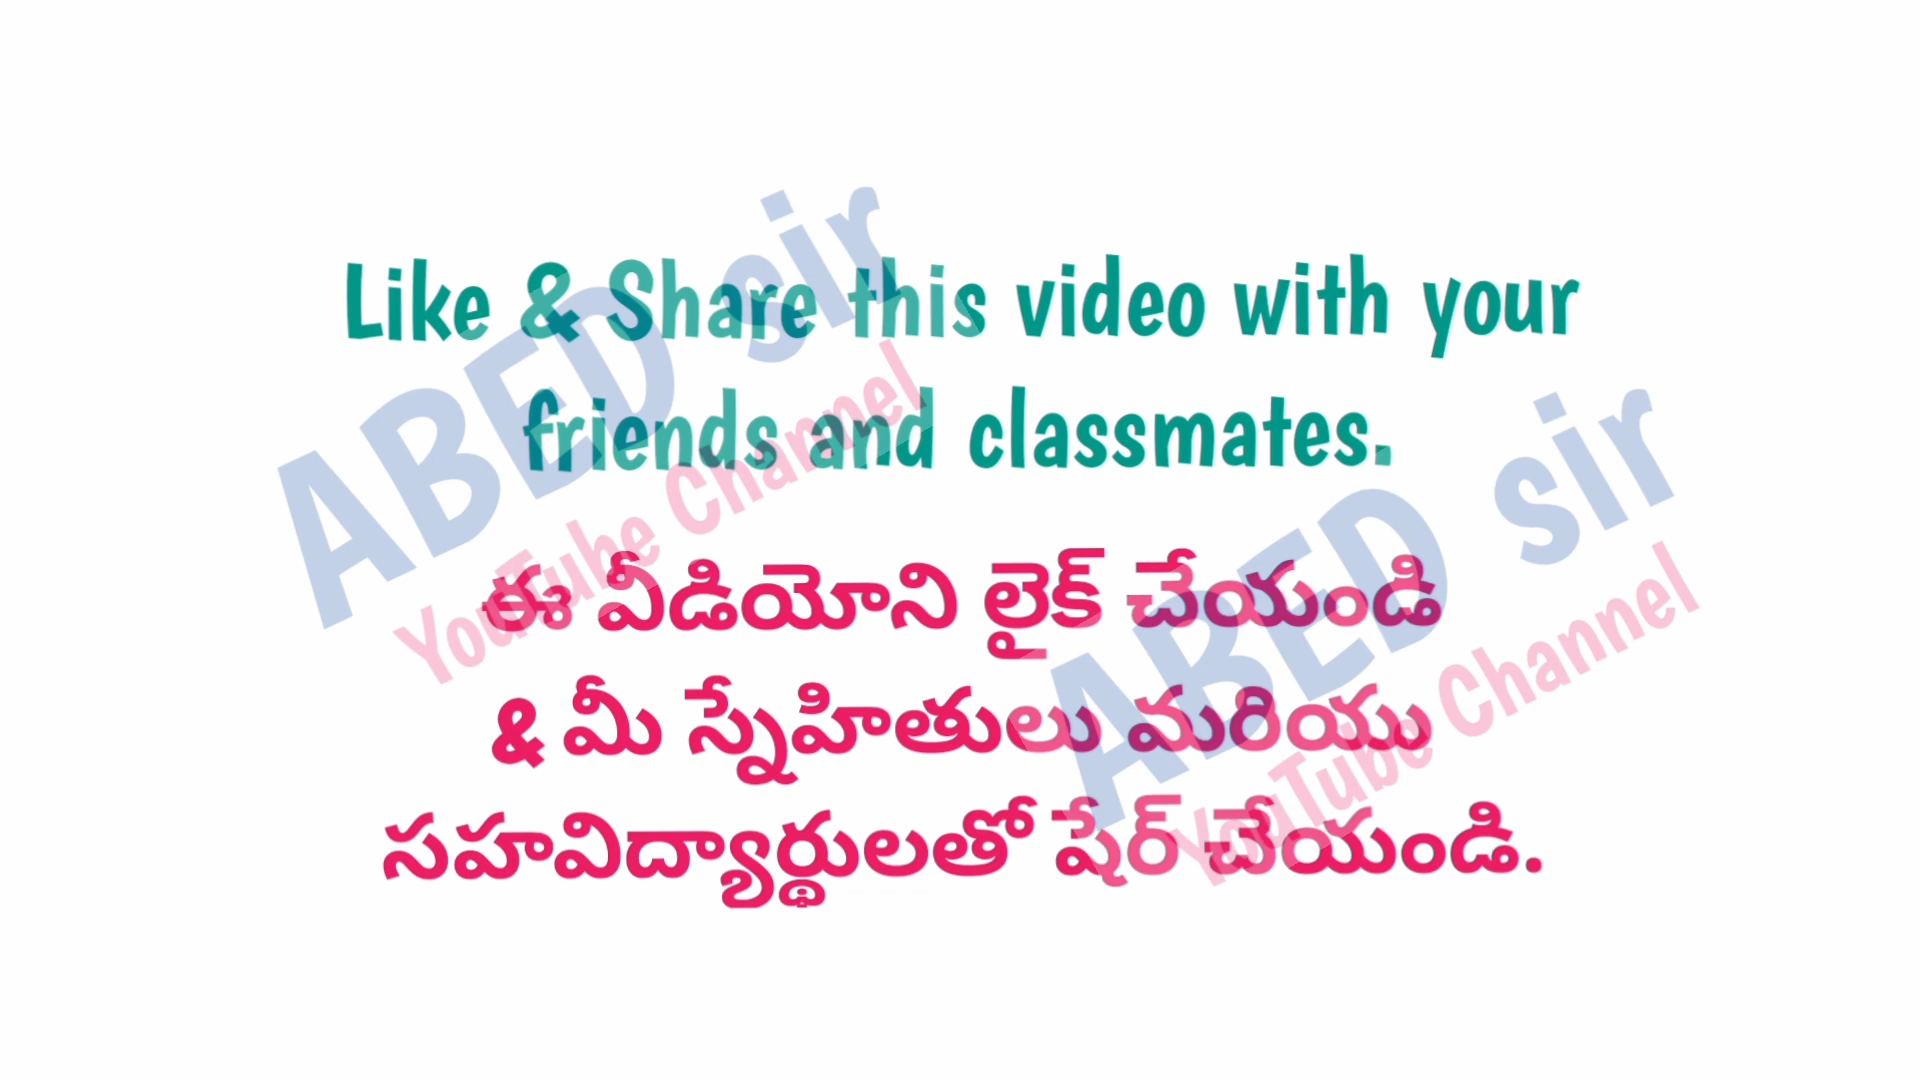 Like & Share this video with your
friends and classmates.
ఈ వీడియోని లైక్ చేయండి
& మీ స్నేహితులు మరియు
సహవిద్యార్థులతో షేర్ చేయండి.
ABED sir
YouTube Channel
ABED sir
YouTube Channel